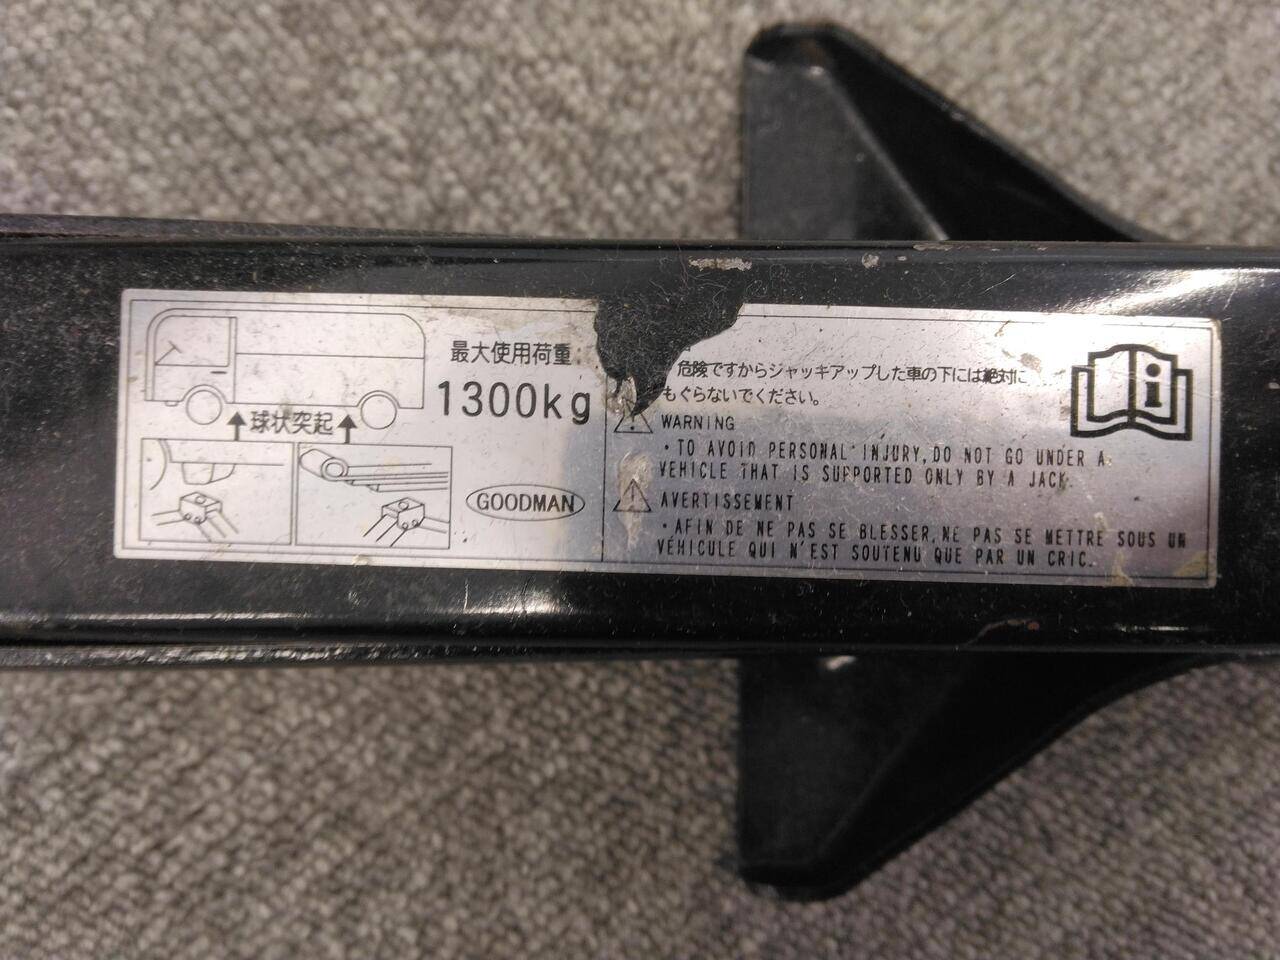 最大使用荷重
1300kg
球状突起
GOODMAN
危険ですからジャッキアップした車の下には絶対に
もぐらないでください。
WARNING
・TO AVOID PERSONAL INJURY, DO NOT GO UNDER A
VEHICLE THAT IS SUPPORTED ONLY BY A JACK.
AVERTISSEMENT
・AFIN DE NE PAS SE BLESSER, NE PAS SE METTRE SOUS UN
VÉHICULE QUI N'EST SOUTENU QUE PAR UN CRIC.